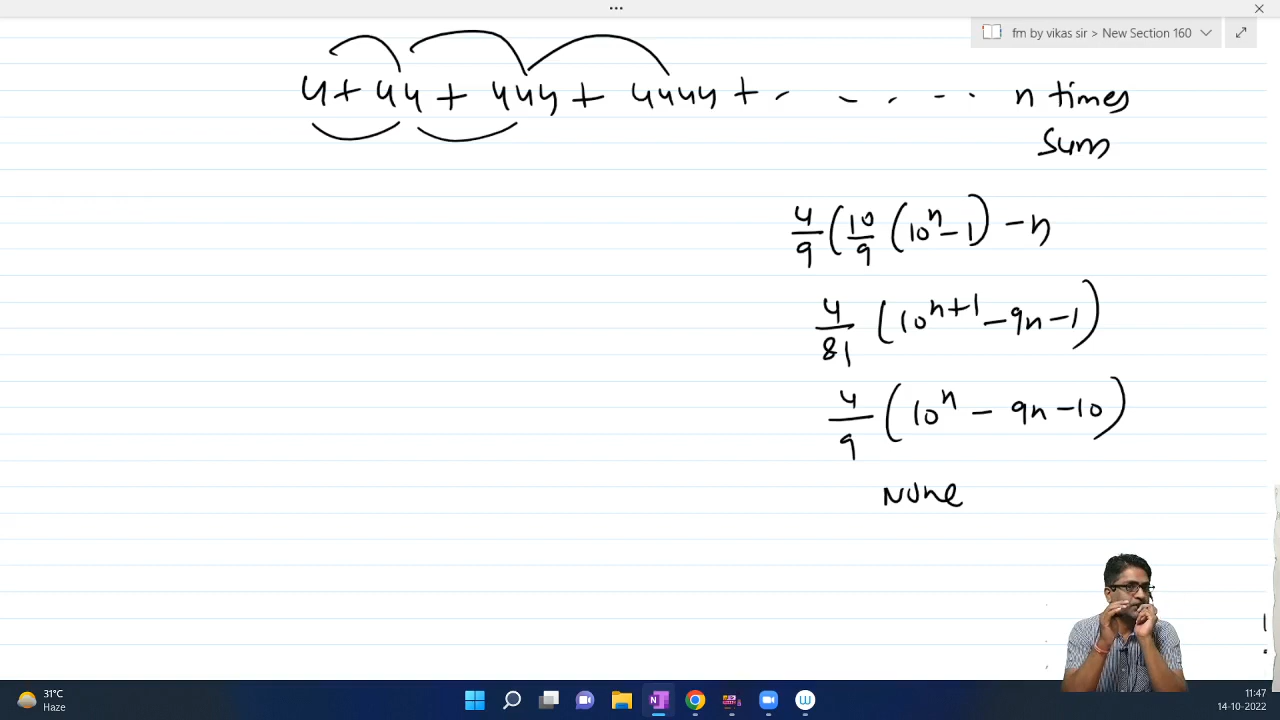 ...
fm by vikas sir > New Section 160
4 + 44 + 444 + 4444 + - - - - - · n times
Sum
4/9 (10/9 (10^n - 1) - n
4/81 (10^{n+1} - 9n - 1)
4/9 (10^n - 9n - 10)
None
31°C
Haze
11:47
14-10-2022